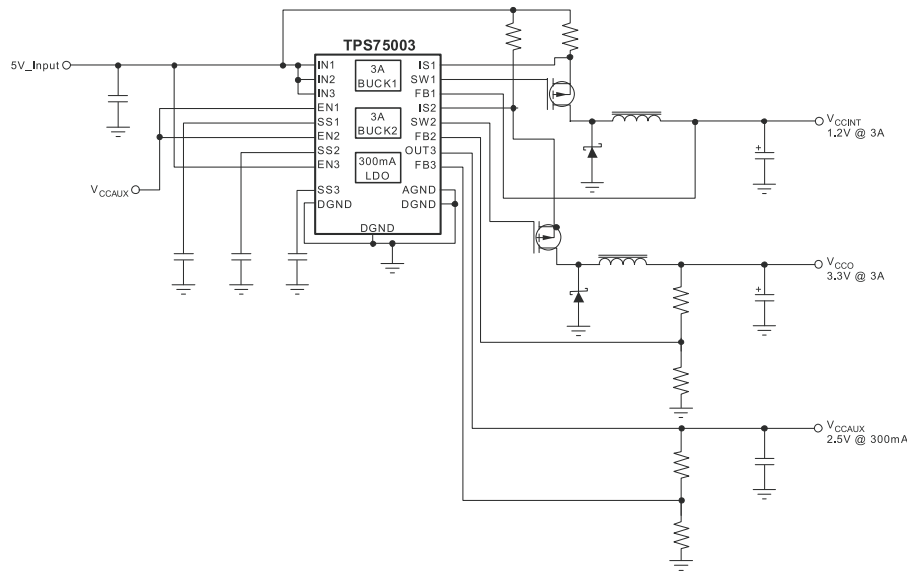 TPS75003
5V_Input
IN1
IN2
IN3
EN1
SS1
EN2
SS2
EN3
SS3
DGND
3A
BUCK1
3A
BUCK2
300mA
LDO
DGND
IS1
SW1
FB1
IS2
SW2
FB2
OUT3
FB3
AGND
DGND
VCCAUX
VCCINT
1.2V @ 3A
+
VCCO
3.3V @ 3A
+
VCCAUX
2.5V @ 300mA